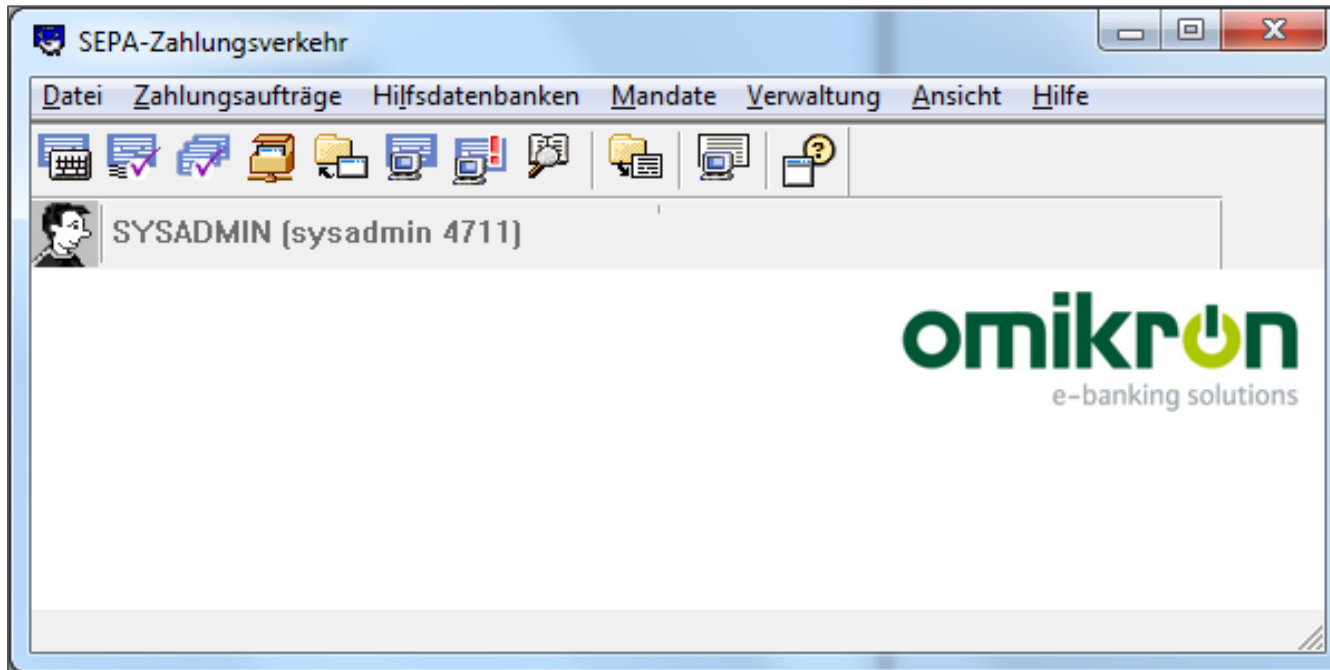 SEPA-Zahlungsverkehr
Datei Zahlungsaufträge Hilfsdatenbanken Mandate Verwaltung Ansicht Hilfe
SYSADMIN (sysadmin 4711)
omikron
e-banking solutions